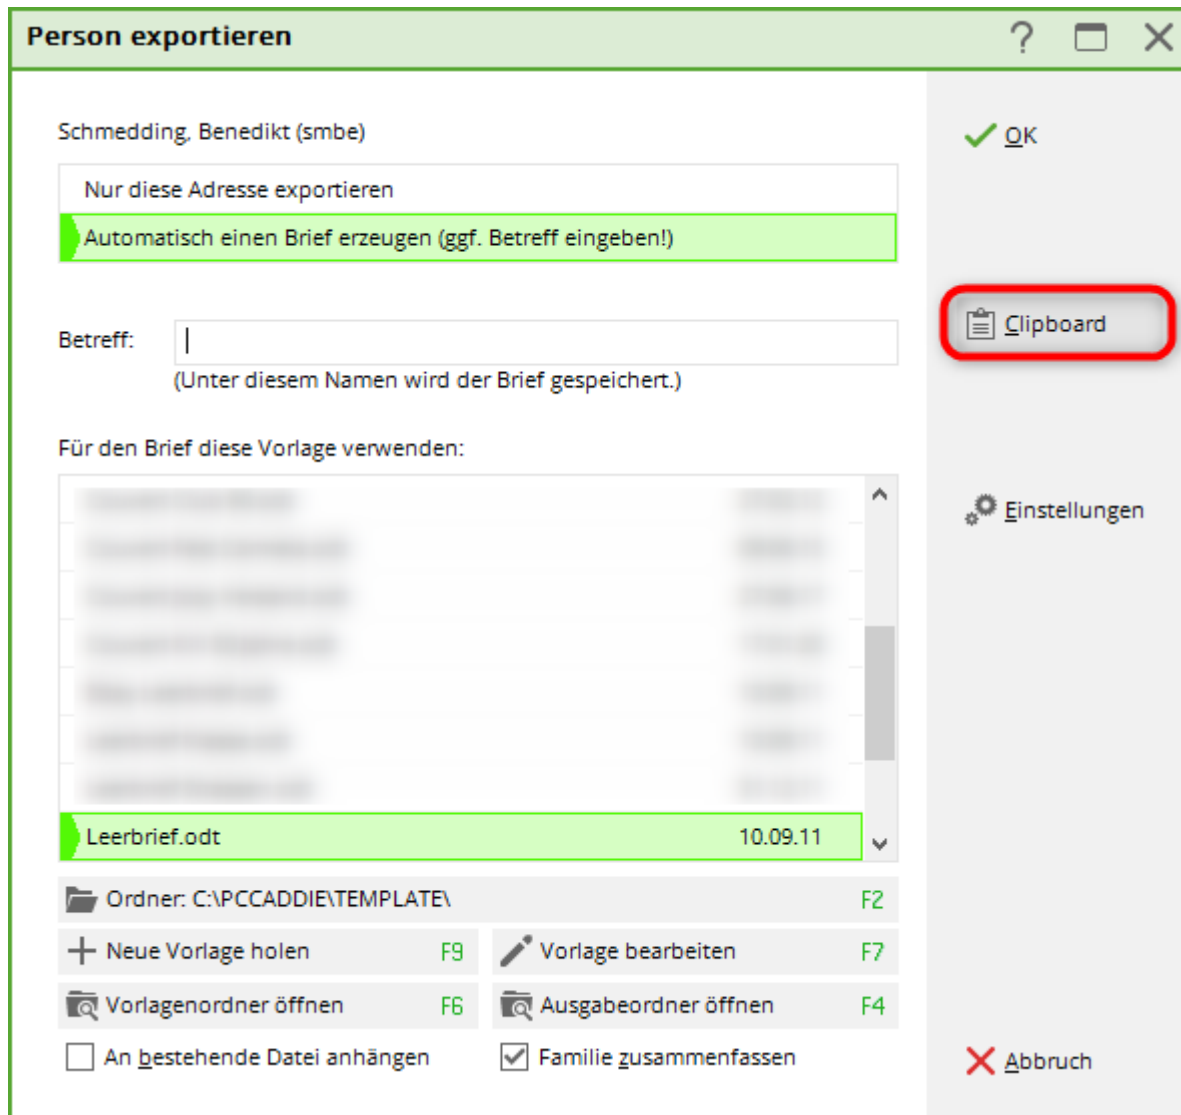 Person exportieren
Schmedding, Benedikt (smbe)
OK
Nur diese Adresse exportieren
Automatisch einen Brief erzeugen (ggf. Betreff eingeben!)
Clipboard
Betreff:
(Unter diesem Namen wird der Brief gespeichert.)
Für den Brief diese Vorlage verwenden:
Einstellungen
Leerbrief.odt 10.09.11
Ordner: C:\PCCADDIE\TEMPLATE\ F2
Neue Vorlage holen F9 Vorlage bearbeiten F7
Vorlagenordner öffnen F6 Ausgabeordner öffnen F4
An bestehende Datei anhängen Familie zusammenfassen
Abbruch